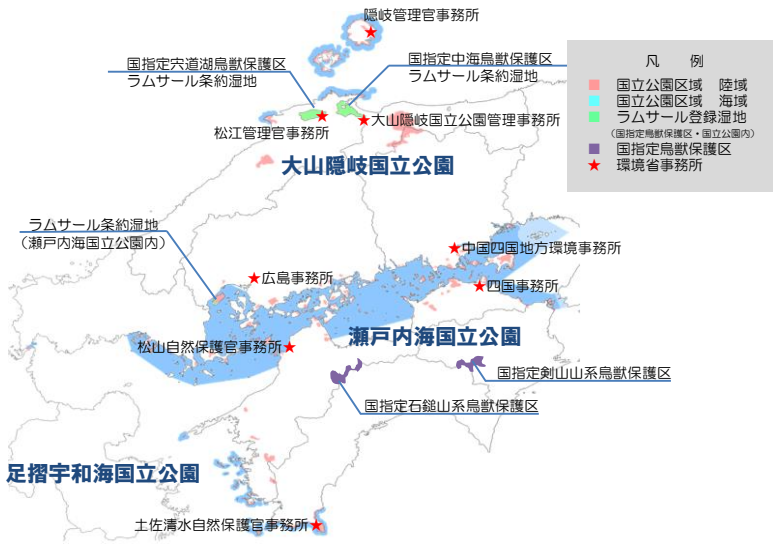 隠岐管理官事務所
国指定宍道湖鳥獣保護区
ラムサール条約湿地
国指定中海鳥獣保護区
ラムサール条約湿地
凡 例
国立公園区域 陸域
国立公園区域 海域
ラムサール登録湿地
(国指定鳥獣保護区・国立公園内)
国指定鳥獣保護区
環境省事務所
松江管理官事務所
大山隠岐国立公園管理事務所
大山隠岐国立公園
ラムサール条約湿地
(瀬戸内海国立公園内)
中国四国地方環境事務所
広島事務所
四国事務所
瀬戸内海国立公園
松山自然保護官事務所
国指定剣山山系鳥獣保護区
国指定石鎚山系鳥獣保護区
足摺宇和海国立公園
土佐清水自然保護官事務所